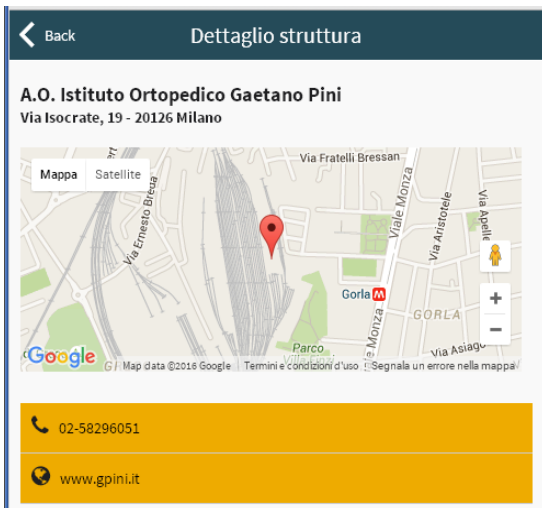 Back
Dettaglio struttura
A.O. Istituto Ortopedico Gaetano Pini
Via Isocrate, 19 - 20126 Milano
Mappa
Satellite
Via Fratelli Bressan
Via Ernesto Breda
Viale Monza
Via Aristotele
Via Apelle
Gorla M
GORLA
Viale Monza
Parco
Villa Finzi
Via Asiago
Google
Map data ©2016 Google
Termini e condizioni d'uso
Segnala un errore nella mappa
02-58296051
www.gpini.it